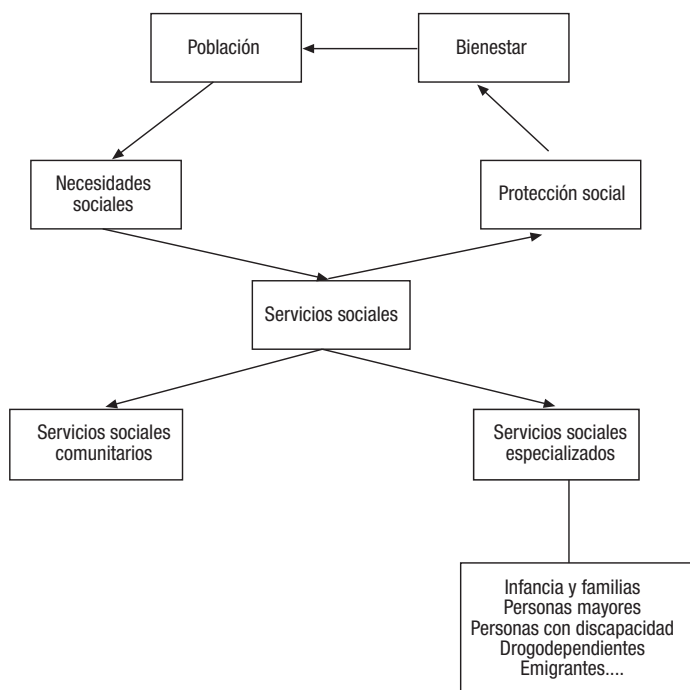 Población
Bienestar
Necesidades
sociales
Protección social
Servicios sociales
Servicios sociales
comunitarios
Servicios sociales
especializados
Infancia y familias
Personas mayores
Personas con discapacidad
Drogodependientes
Emigrantes....